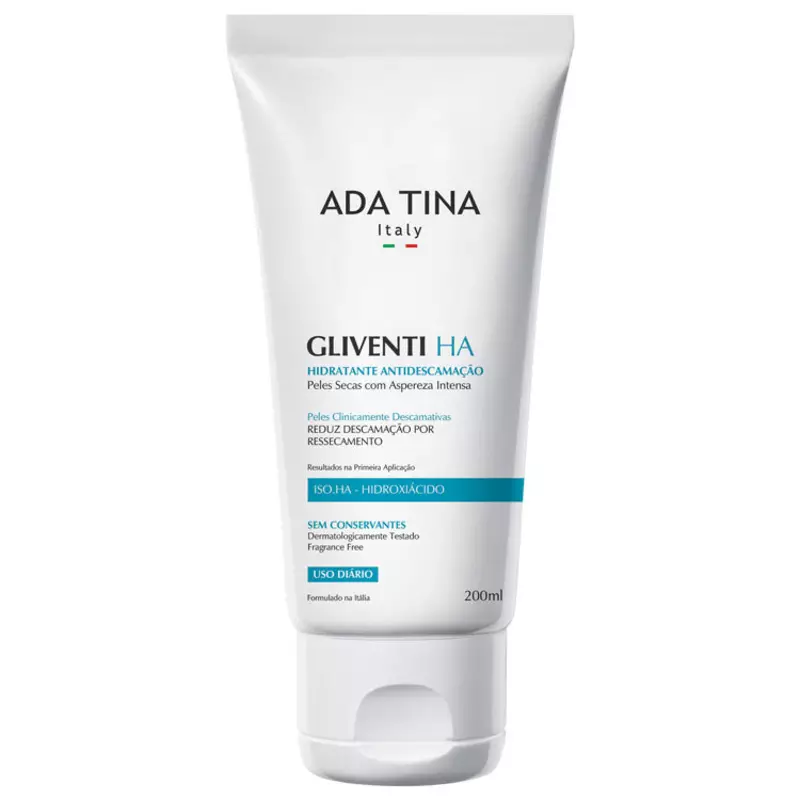 ADA TINA
Italy
GLIVENTI HA
HIDRATANTE ANTIDESCAMAÇÃO
Peles Secas com Aspereza Intensa
Peles Clinicamente Descamativas
REDUZ DESCAMAÇÃO POR
RESSECAMENTO
Resultados na Primeira Aplicação
ISO.HA - HIDROXIÁCIDO
SEM CONSERVANTES
Dermatologicamente Testado
Fragrance Free
USO DIÁRIO
Formulado na Itália
200ml